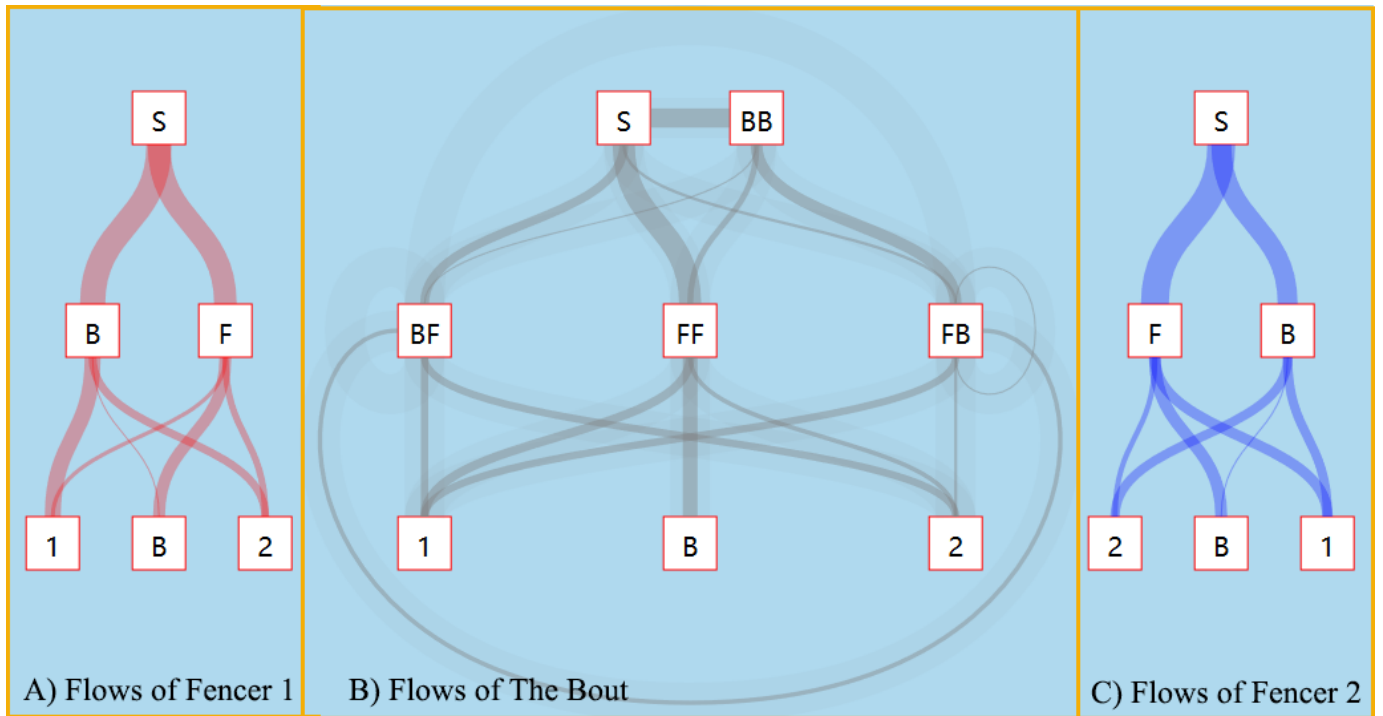 S
B F
1 B 2
A) Flows of Fencer 1
S BB
BF FF FB
1 B 2
B) Flows of The Bout
S
F B
2 B 1
C) Flows of Fencer 2